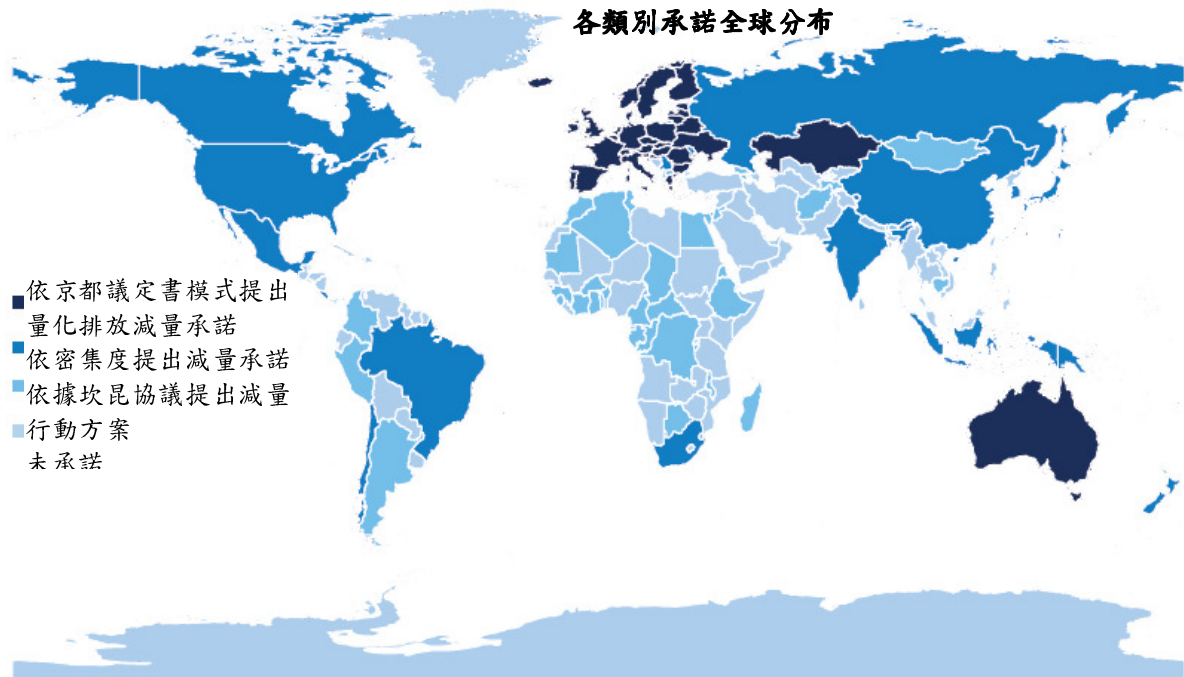 各類別承諾全球分布
依京都議定書模式提出
量化排放減量承諾
依密集度提出減量承諾
依據坎昆協議提出減量
行動方案
未承諾